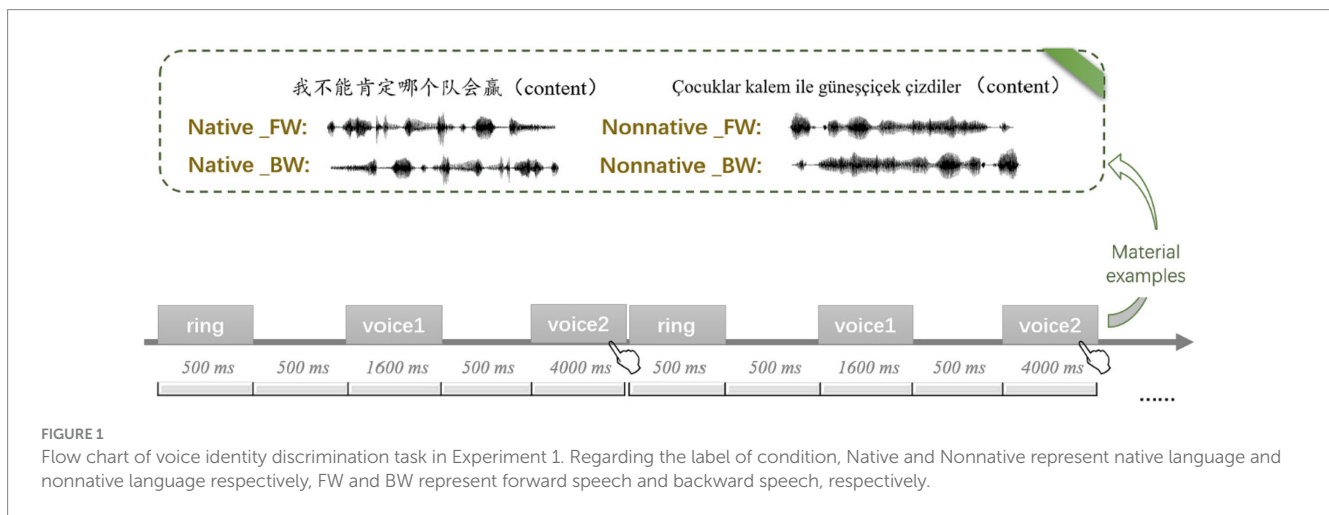 我不能肯定哪个队会赢（content）
Çocuklar kalem ile güneşçiçek çizdiler （content）
Native _FW:
Nonnative _FW:
Native _BW:
Nonnative _BW:
Material
examples
ring
voice1
voice2
ring
voice1
voice2
500 ms
500 ms
1600 ms
500 ms
4000 ms
500 ms
500 ms
1600 ms
500 ms
4000 ms
......
FIGURE 1
Flow chart of voice identity discrimination task in Experiment 1. Regarding the label of condition, Native and Nonnative represent native language and
nonnative language respectively, FW and BW represent forward speech and backward speech, respectively.